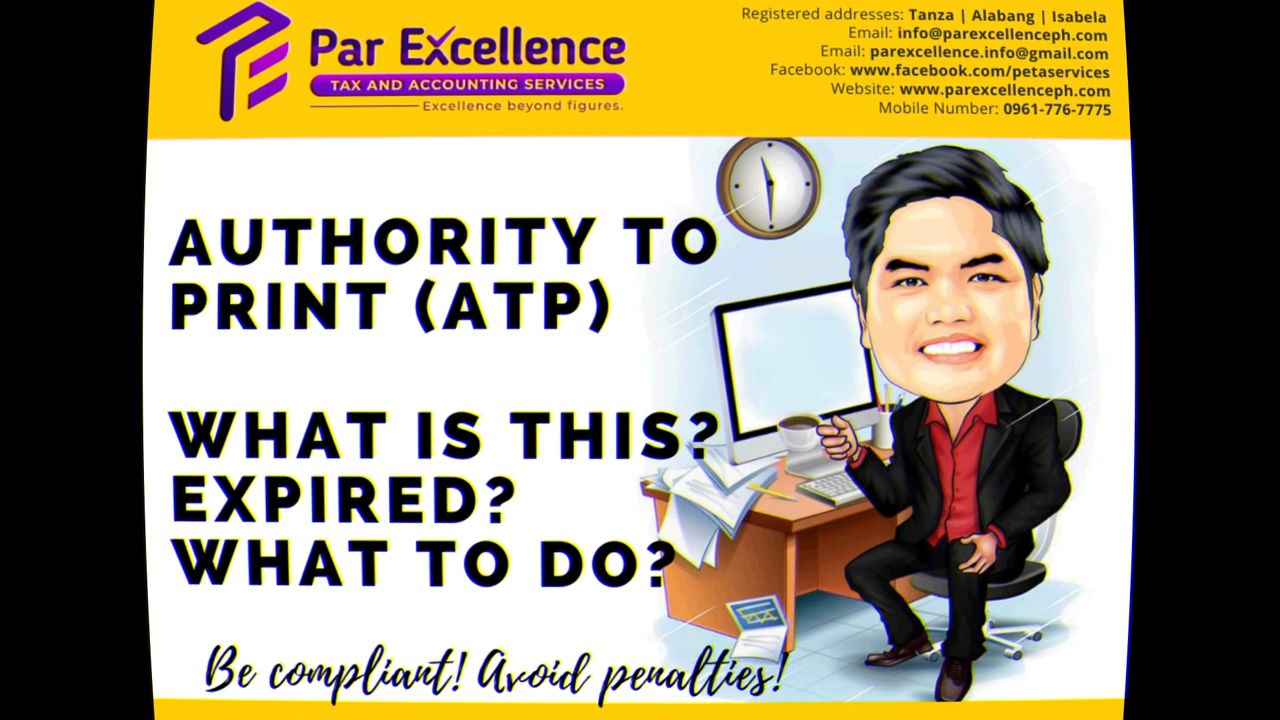 Par Excellence
TAX AND ACCOUNTING SERVICES
Excellence beyond figures.
Registered addresses: Tanza | Alabang | Isabela
Email: info@parexcellenceph.com
Email: parexcellence.info@gmail.com
Facebook: www.facebook.com/petaservices
Website: www.parexcellenceph.com
Mobile Number: 0961-776-7775
AUTHORITY TO
PRINT (ATP)
WHAT IS THIS?
EXPIRED?
WHAT TO DO?
Be compliant! Avoid penalties!